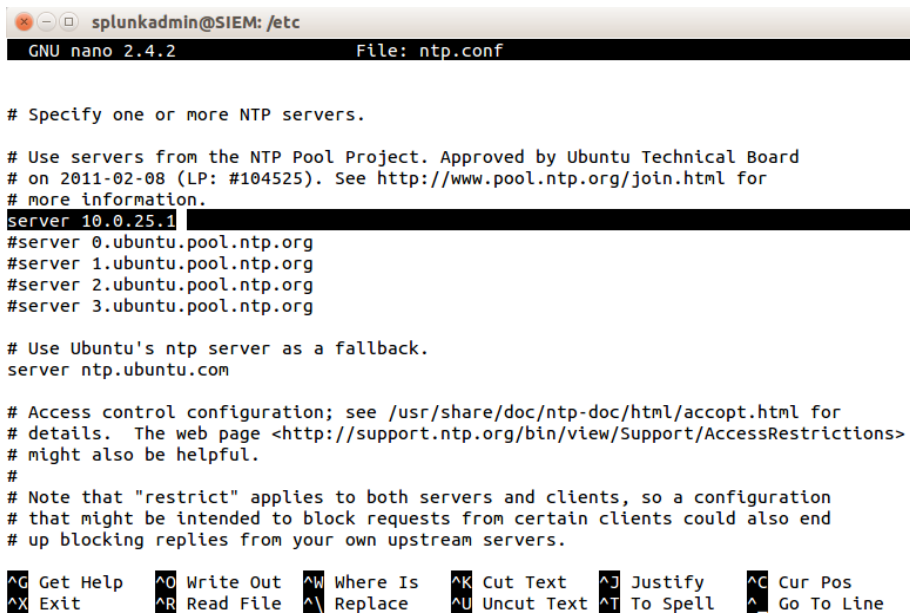 splunkadmin@SIEM: /etc
GNU nano 2.4.2 File: ntp.conf
# Specify one or more NTP servers.
# Use servers from the NTP Pool Project. Approved by Ubuntu Technical Board
# on 2011-02-08 (LP: #104525). See http://www.pool.ntp.org/join.html for
# more information.
server 10.0.25.1
#server 0.ubuntu.pool.ntp.org
#server 1.ubuntu.pool.ntp.org
#server 2.ubuntu.pool.ntp.org
#server 3.ubuntu.pool.ntp.org
# Use Ubuntu's ntp server as a fallback.
server ntp.ubuntu.com
# Access control configuration; see /usr/share/doc/ntp-doc/html/accopt.html for
# details.  The web page <http://support.ntp.org/bin/view/Support/AccessRestrictions>
# might also be helpful.
#
# Note that "restrict" applies to both servers and clients, so a configuration
# that might be intended to block requests from certain clients could also end
# up blocking replies from your own upstream servers.
^G Get Help ^O Write Out ^W Where Is ^K Cut Text ^J Justify ^C Cur Pos
^X Exit ^R Read File ^\ Replace ^U Uncut Text ^T To Spell ^_ Go To Line